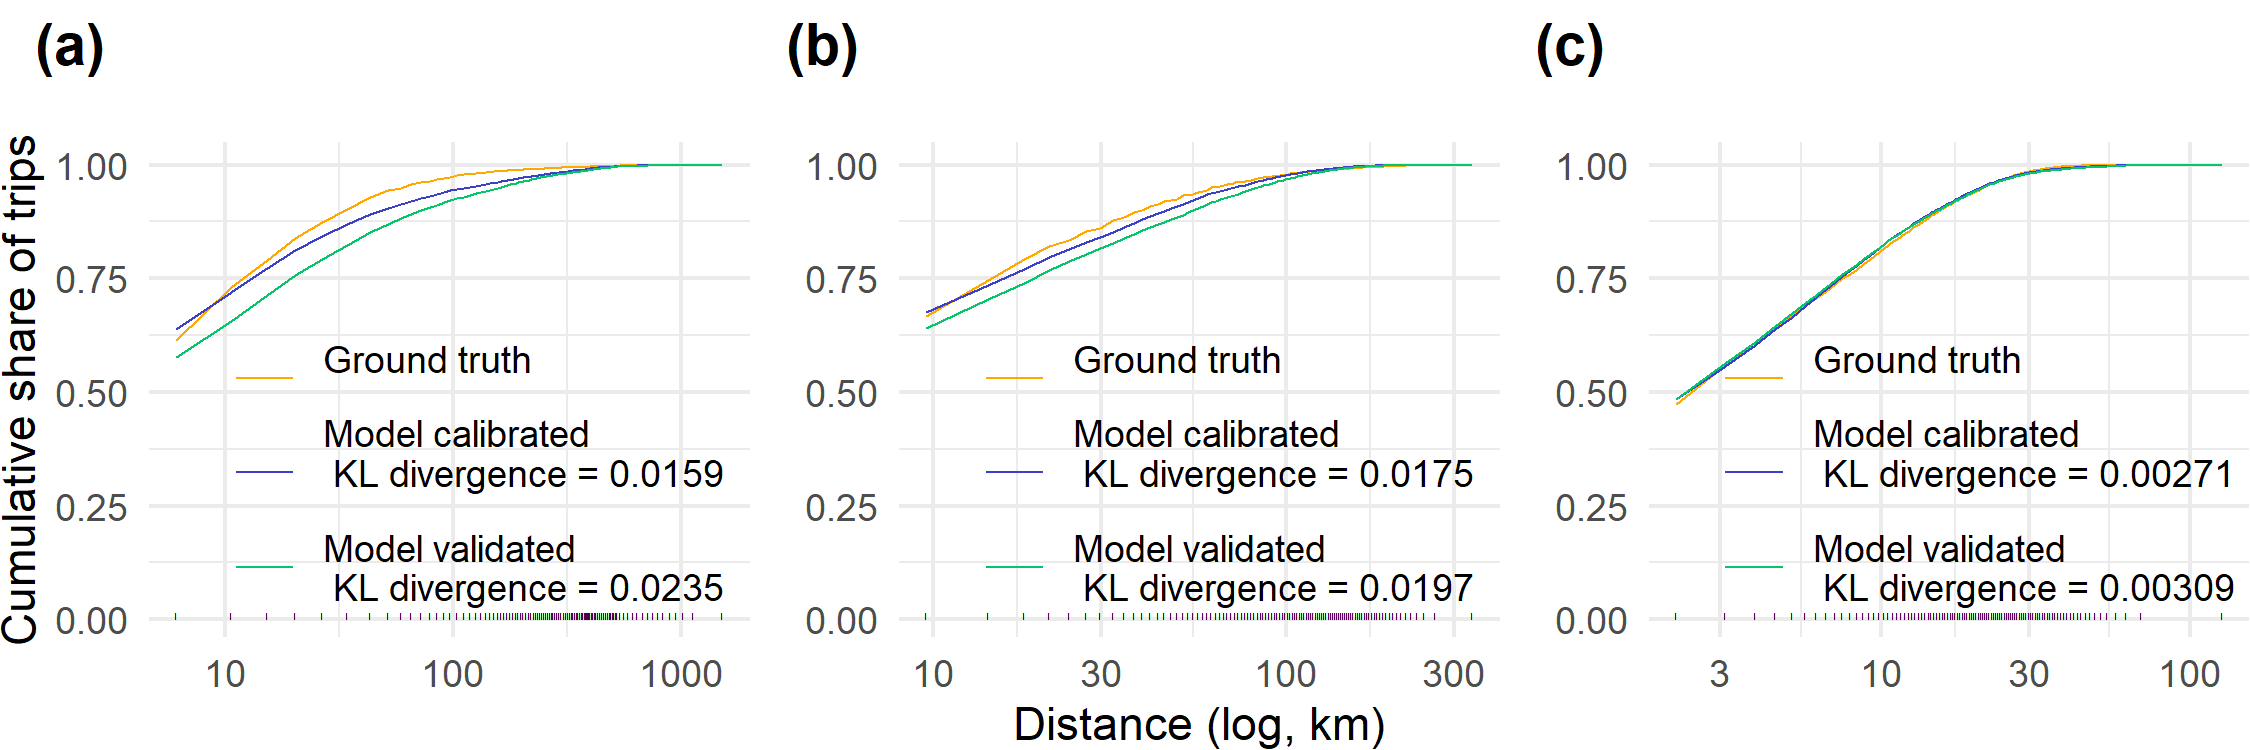 (a)
(b)
(c)
Cumulative share of trips
1.00
0.75
0.50
0.25
0.00
Ground truth
Model calibrated
KL divergence = 0.0159
Model validated
KL divergence = 0.0235
10
100
1000
1.00
0.75
0.50
0.25
0.00
Ground truth
Model calibrated
KL divergence = 0.0175
Model validated
KL divergence = 0.0197
10
30
100
300
1.00
0.75
0.50
0.25
0.00
Ground truth
Model calibrated
KL divergence = 0.00271
Model validated
KL divergence = 0.00309
3
10
30
100
Distance (log, km)